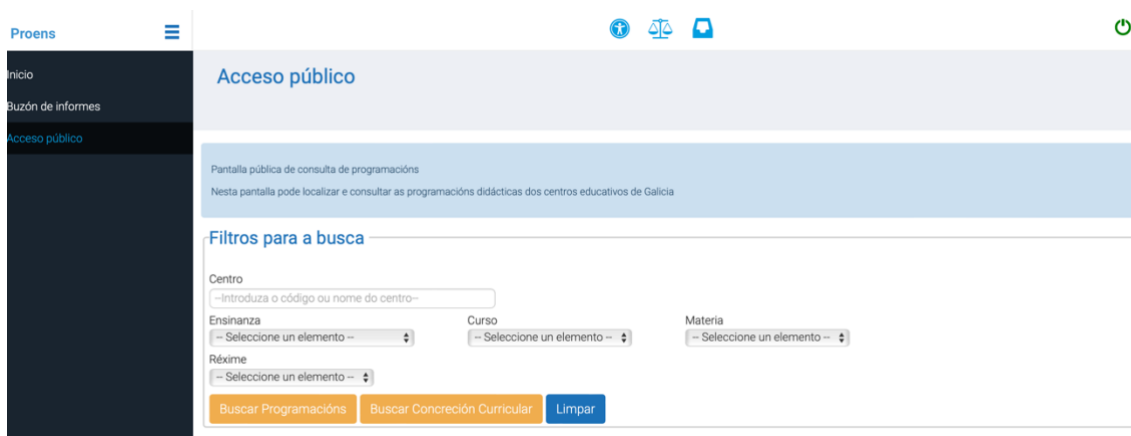 Proens
Inicio
Buzón de informes
Acceso público
Acceso público
Pantalla pública de consulta de programacións
Nesta pantalla pode localizar e consultar as programacións didácticas dos centros educativos de Galicia
Filtros para a busca
Centro
--Introduza o código ou nome do centro--
Ensinanza Curso Materia
-- Seleccione un elemento -- -- Seleccione un elemento -- -- Seleccione un elemento --
Réxime
-- Seleccione un elemento --
Buscar Programacións Buscar Concreción Curricular Limpar